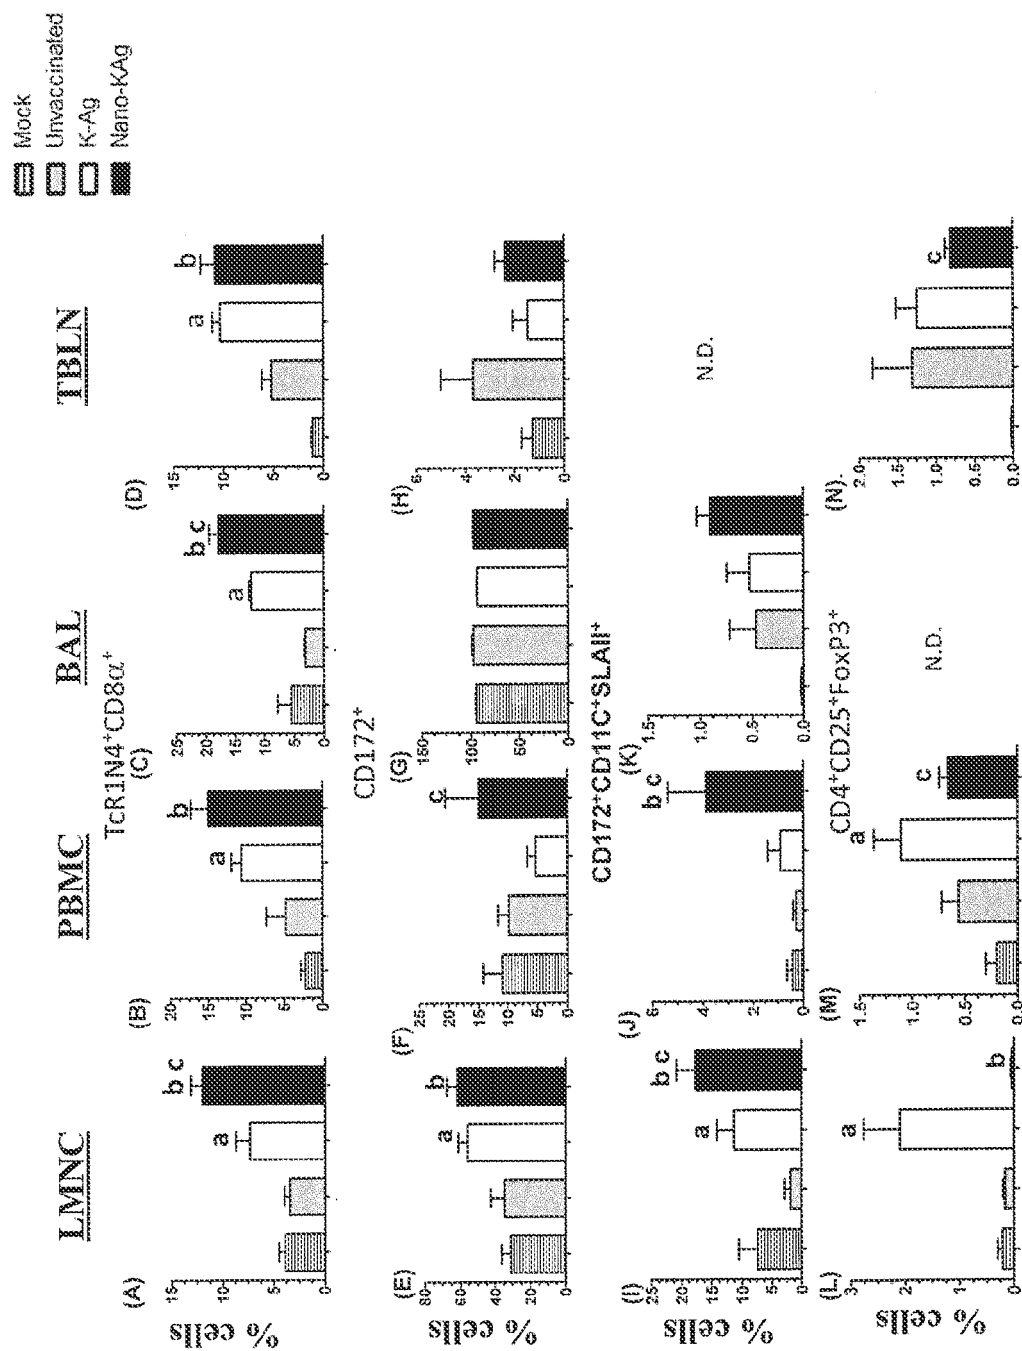 Mock
Unvaccinated
K-Ag
Nano-KAg
LMNC
PBMC
BAL
TBLN
TcR1N4+CD8α+
(A)
(B)
(C)
(D)
% cells
15
10
5
0
20
15
10
5
0
25
20
15
10
5
0
15
10
5
0
a
b c
a
b
a
b c
a
b
CD172+
(E)
(F)
(G)
(H)
% cells
80
60
40
20
0
25
20
15
10
5
0
150
100
50
0
6
4
2
0
a
b
c
CD172+CD11C+SLAII+
(I)
(J)
(K)
N.D.
% cells
25
20
15
10
5
0
6
4
2
0
1.5
1.0
0.5
0.0
a
b c
b c
CD4+CD25+FoxP3+
(L)
(M)
N.D.
(N).
% cells
3
2
1
0
1.5
1.0
0.5
0.0
2.0
1.5
1.0
0.5
0.0
a
b
a
c
c